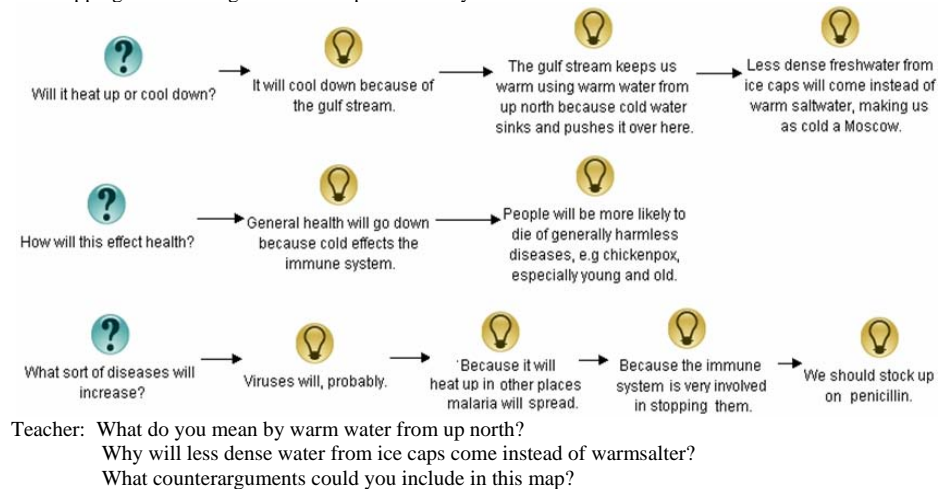 Will it heat up or cool down?
It will cool down because of
the gulf stream.
The gulf stream keeps us
warm using warm water from
up north because cold water
sinks and pushes it over here.
Less dense freshwater from
ice caps will come instead of
warm saltwater, making us
as cold a Moscow.
How will this effect health?
General health will go down
because cold effects the
immune system.
People will be more likely to
die of generally harmless
diseases, e.g chickenpox,
especially young and old.
What sort of diseases will
increase?
Viruses will, probably.
'Because it will
heat up in other places
malaria will spread.
Because the immune
system is very involved
in stopping them.
We should stock up
on penicillin.
Teacher: What do you mean by warm water from up north?
Why will less dense water from ice caps come instead of warmsalter?
What counterarguments could you include in this map?